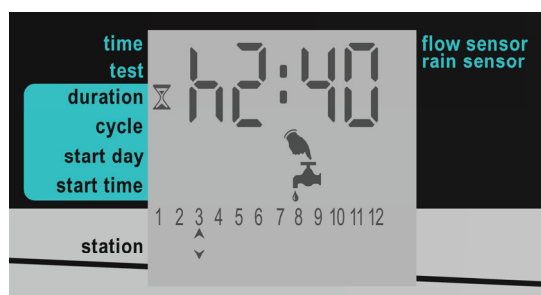 time
test
duration
cycle
start day
start time
h2:40
flow sensor
rain sensor
1 2 3 4 5 6 7 8 9 10 11 12
station